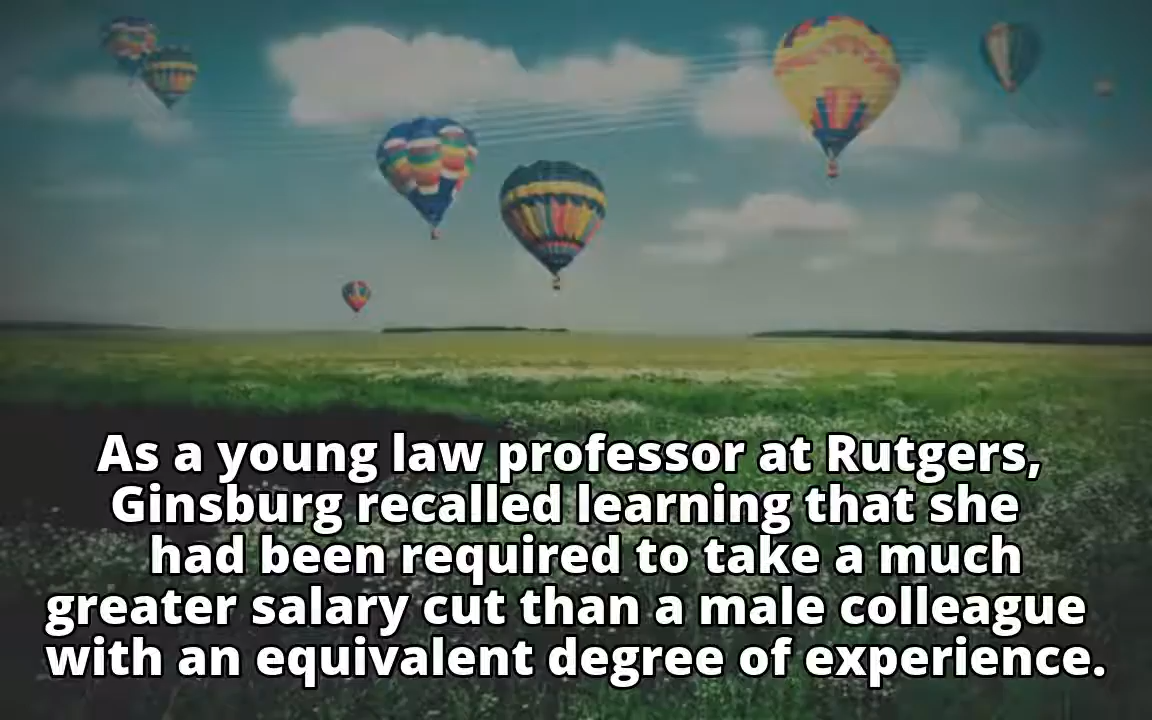 As a young law professor at Rutgers,
Ginsburg recalled learning that she
had been required to take a much
greater salary cut than a male colleague
with an equivalent degree of experience.